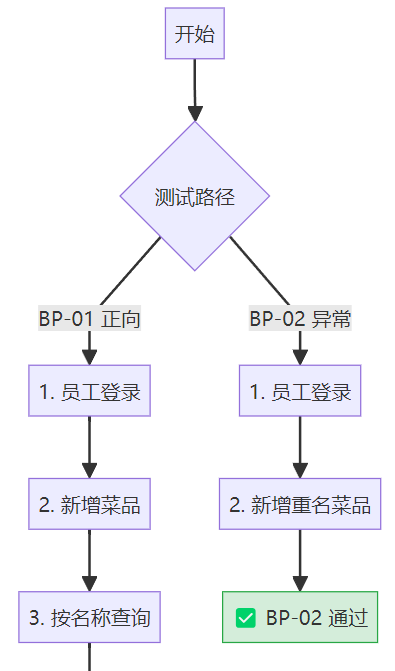 开始
测试路径
BP-01 正向
BP-02 异常
1. 员工登录
1. 员工登录
2. 新增菜品
2. 新增重名菜品
3. 按名称查询
✅ BP-02 通过